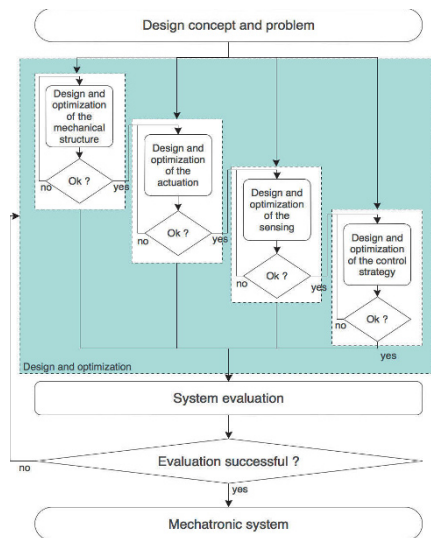 Design concept and problem
Design and
optimization
of the
mechanical
structure
Ok ?
no
yes
Design and
optimization
of the
actuation
Ok ?
no
yes
Design and
optimization
of the
sensing
Ok ?
no
yes
Design and
optimization
of the control
strategy
Ok ?
no
yes
Design and optimization
System evaluation
Evaluation successful ?
no
yes
Mechatronic system